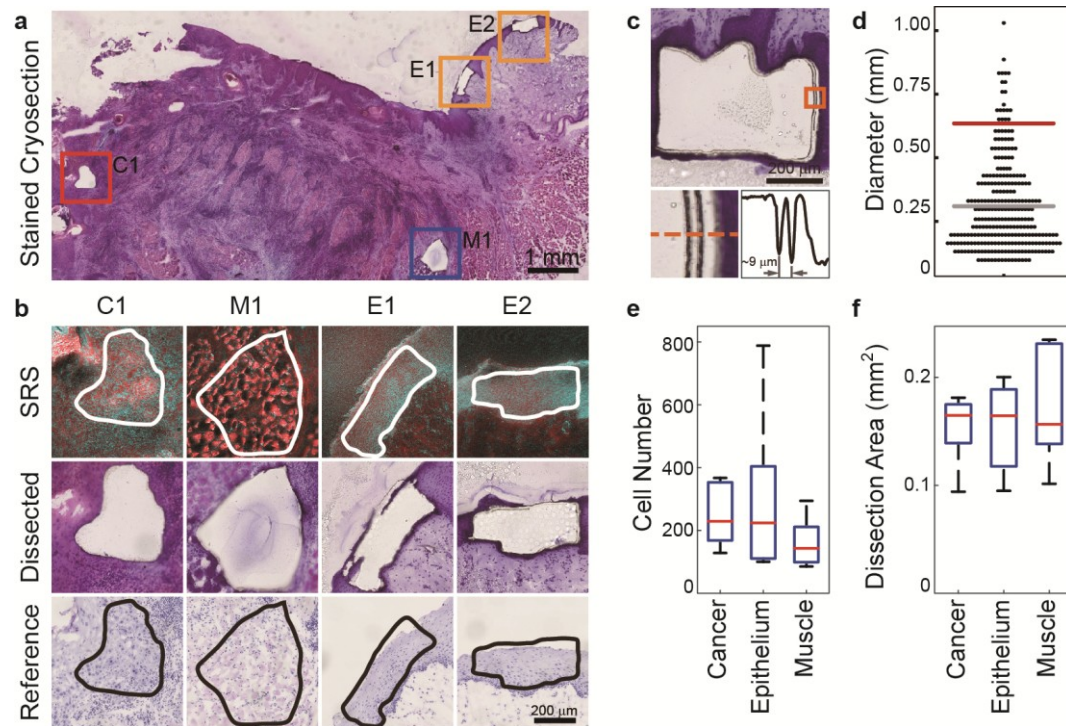 a
Stained Cryosection
E2
E1
C1
M1
1 mm
b
C1 M1 E1 E2
SRS
Dissected
Reference
200 μm
c
200 μm
~9 μm
d
Diameter (mm)
1.00
0.75
0.50
0.25
0
e
Cell Number
800
600
400
200
0
Cancer
Epithelium
Muscle
f
Dissection Area (mm²)
0.2
0.1
0
Cancer
Epithelium
Muscle